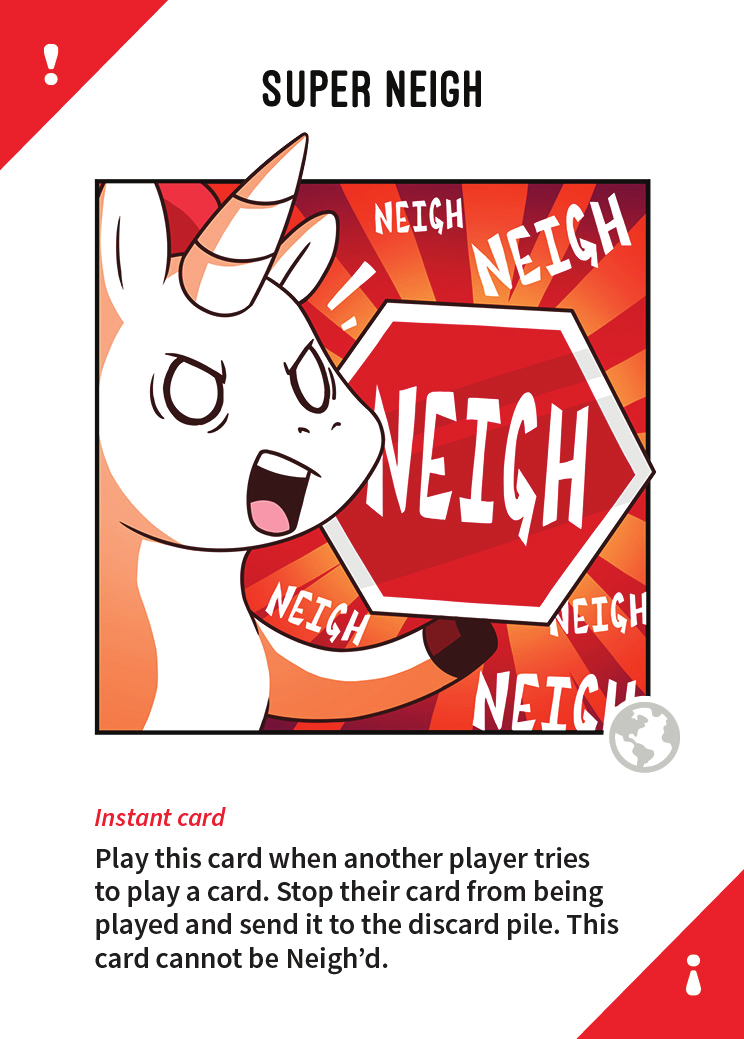 !
SUPER NEIGH
NEIGH
NEIGH
!
NEIGH
NEIGH
NEIGH
NEIGH
Instant card
Play this card when another player tries
to play a card. Stop their card from being
played and send it to the discard pile. This
card cannot be Neigh’d.
!